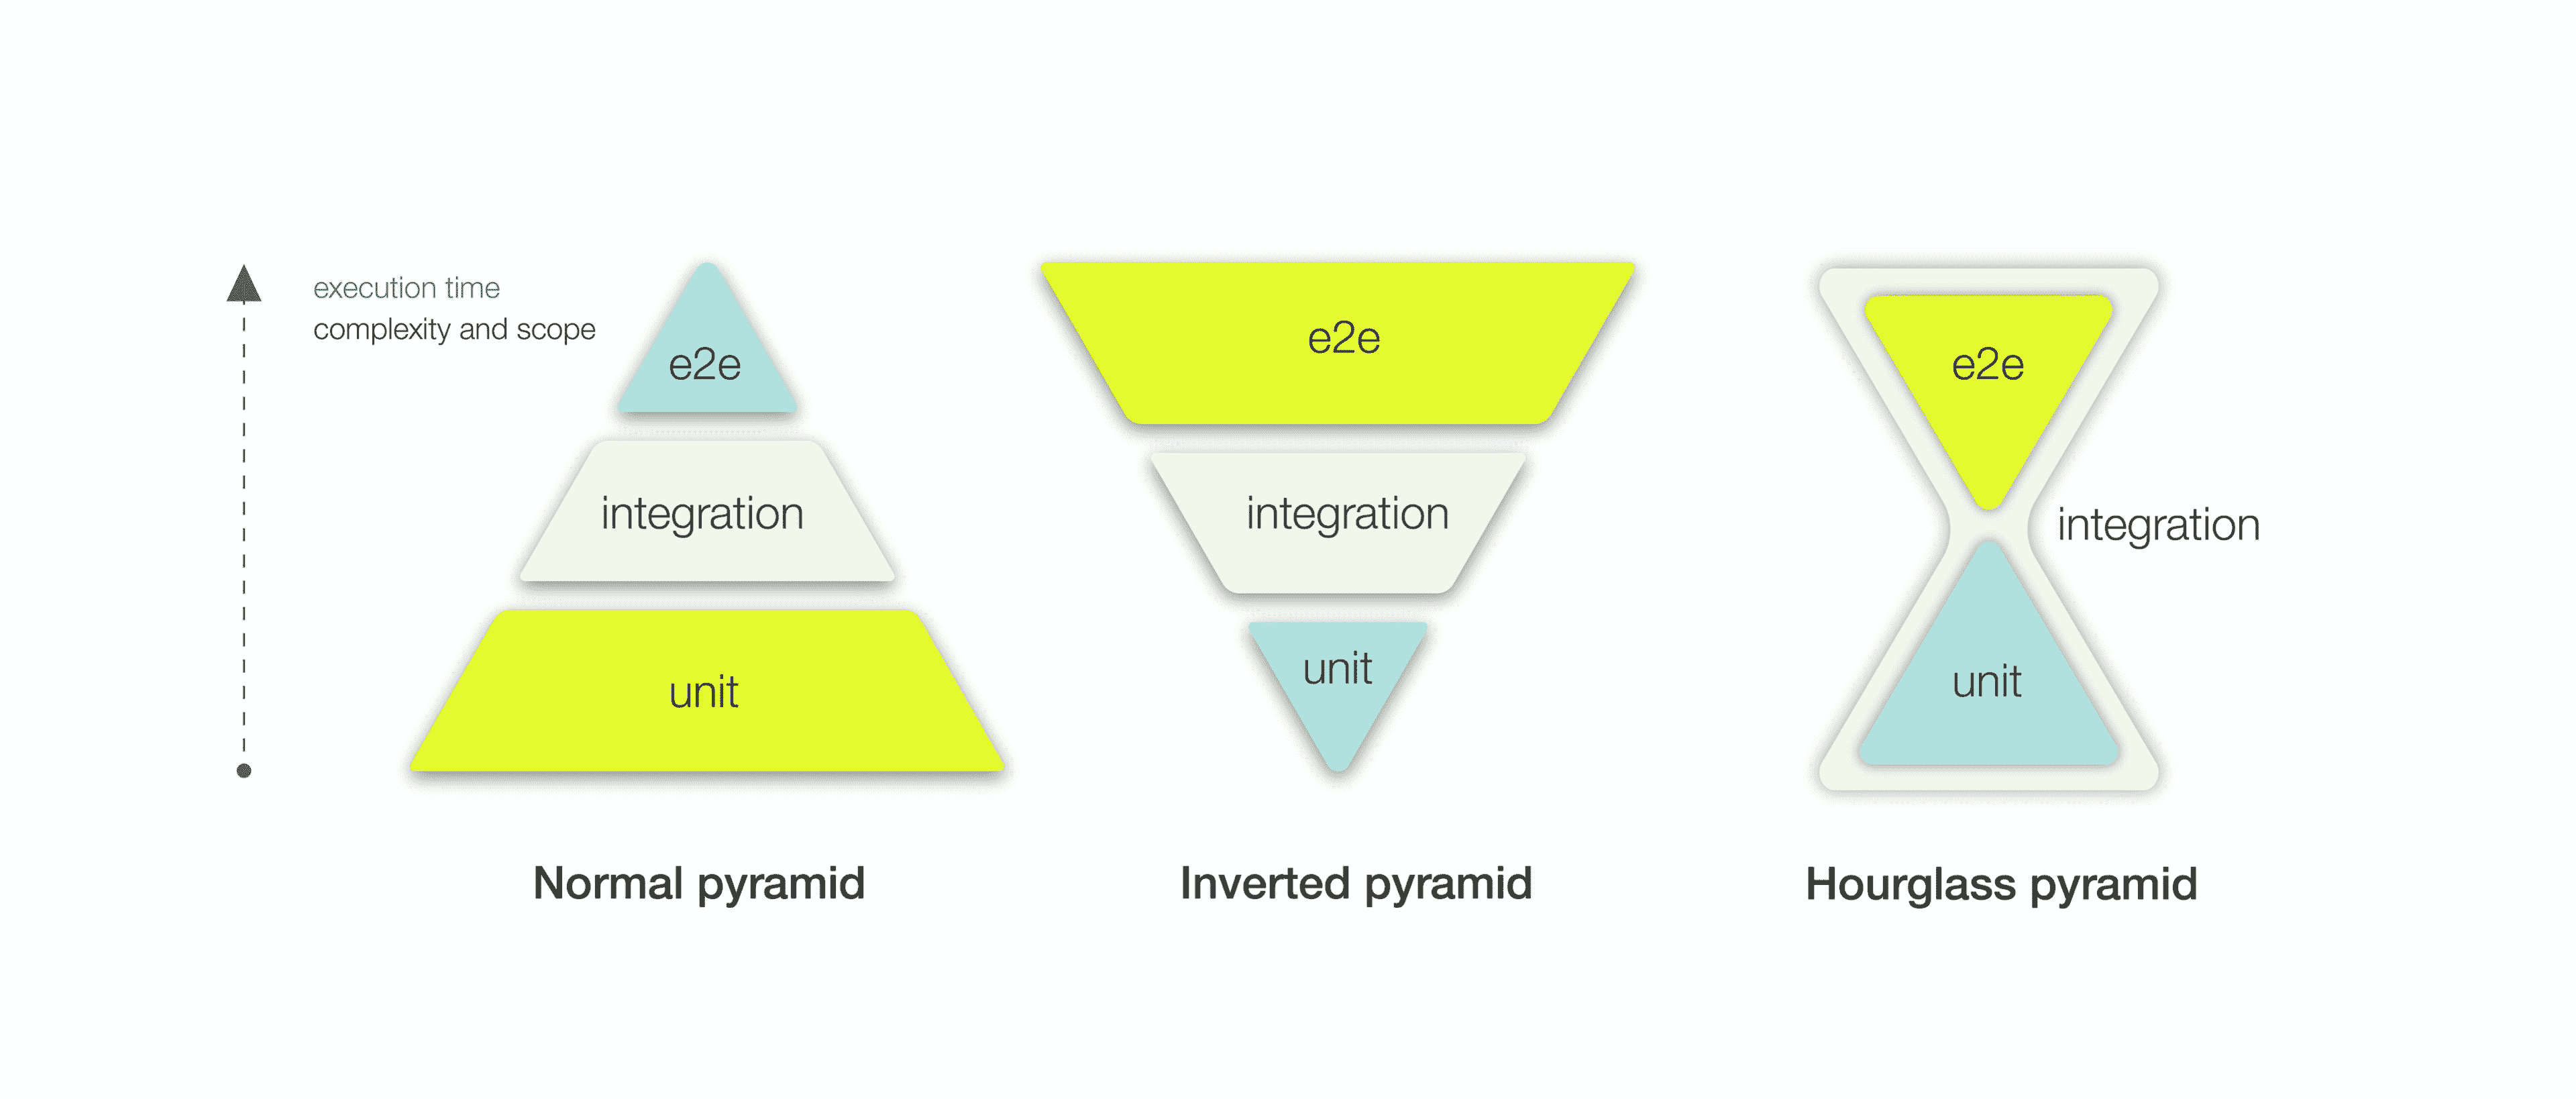 execution time
complexity and scope
e2e
integration
unit
Normal pyramid
e2e
integration
unit
Inverted pyramid
e2e
integration
unit
Hourglass pyramid